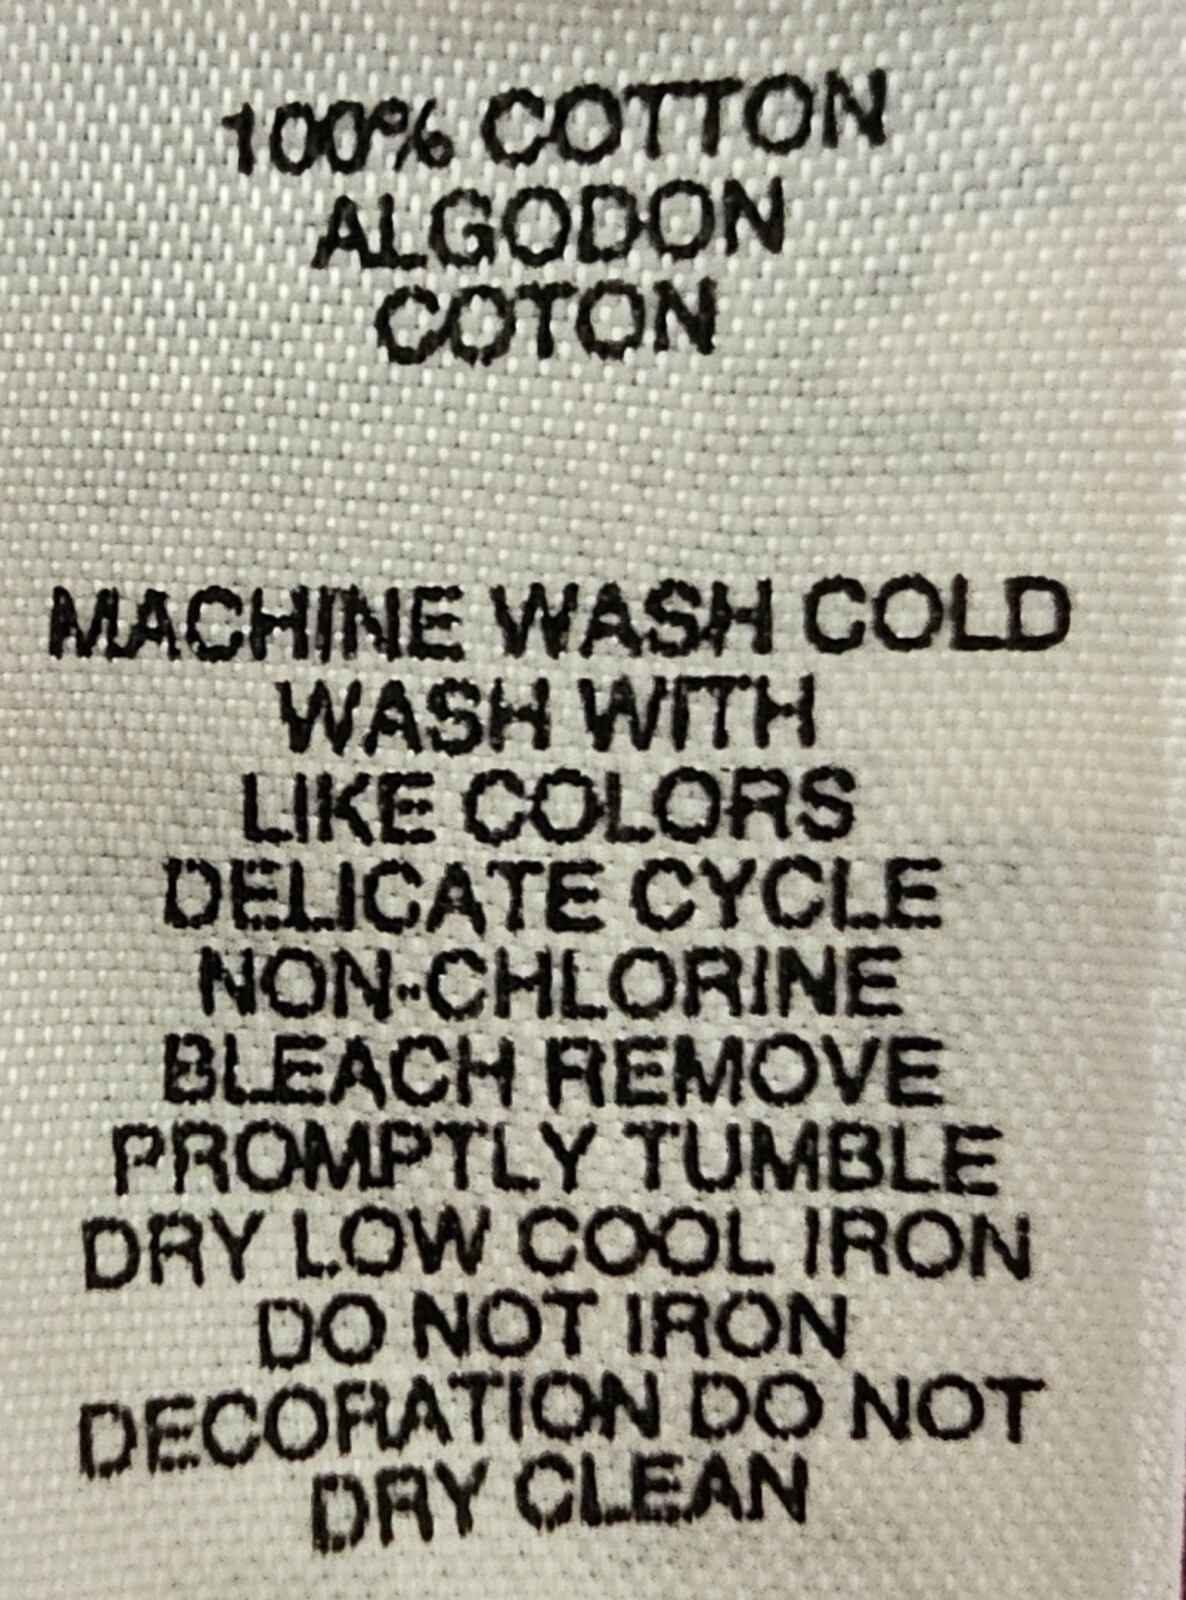 100% COTTON
ALGODON
COTON
MACHINE WASH COLD
WASH WITH
LIKE COLORS
DELICATE CYCLE
NON-CHLORINE
BLEACH REMOVE
PROMPTLY TUMBLE
DRY LOW COOL IRON
DO NOT IRON
DECORATION DO NOT
DRY CLEAN